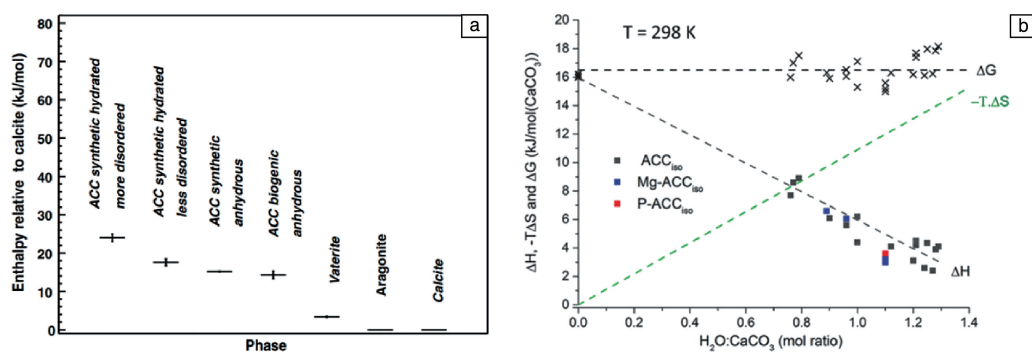 a
Enthalpy relative to calcite (kJ/mol)
80
70
60
50
40
30
20
10
0
ACC synthetic hydrated
more disordered
ACC synthetic hydrated
less disordered
ACC synthetic
anhydrous
ACC biogenic
anhydrous
Vaterite
Aragonite
Calcite
Phase
b
T = 298 K
ΔH, -TΔS and ΔG (kJ/mol(CaCO₃))
20
18
16
14
12
10
8
6
4
2
0
ΔG
–T.ΔS
ACCiso
Mg-ACCiso
P-ACCiso
ΔH
0.0 0.2 0.4 0.6 0.8 1.0 1.2 1.4
H₂O:CaCO₃ (mol ratio)